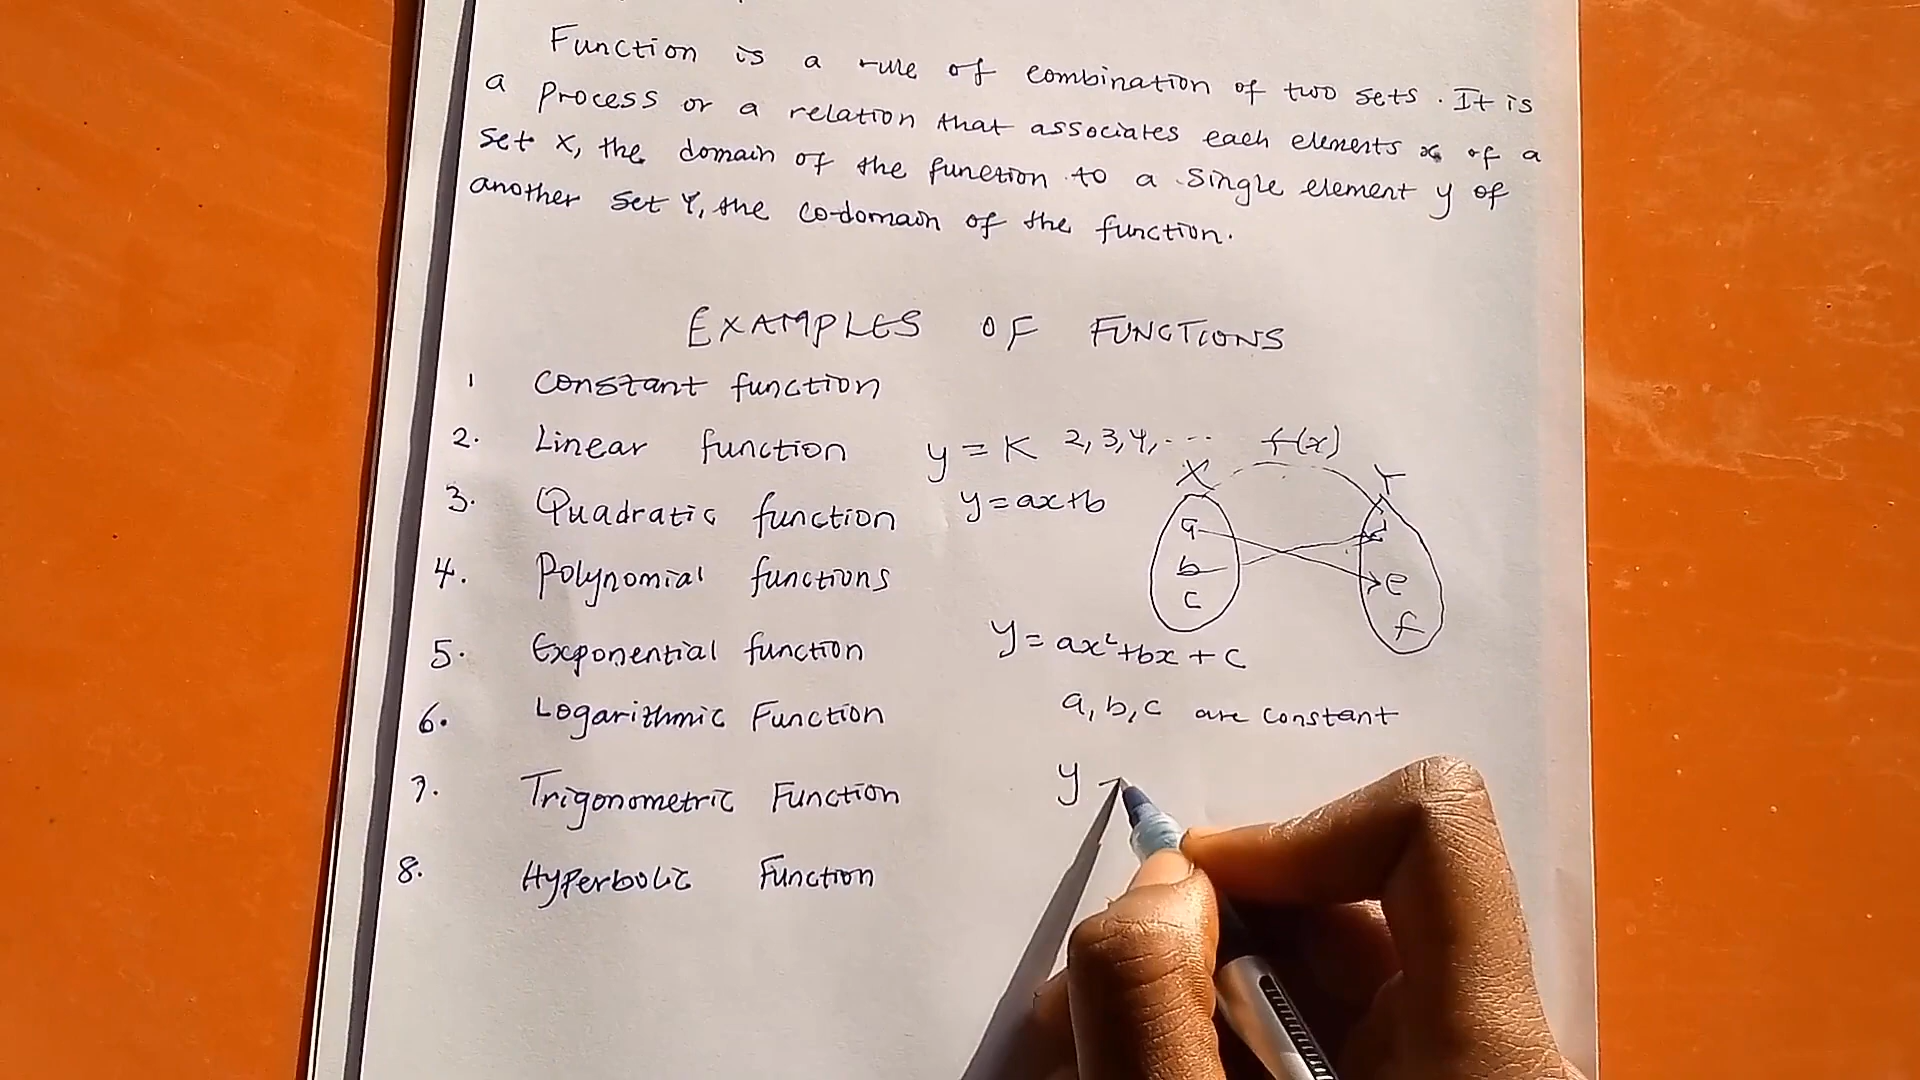 Function is a rule of combination of two sets. It is
a process or a relation that associates each elements x of a
set X, the domain of the function to a single element y of
another set Y, the co-domain of the function.
EXAMPLES OF FUNCTIONS
1 Constant function
2. Linear function
y = K 2, 3, 4, ...
f(x)
3. Quadratic function
y = ax+b
X
Y
a
b
c
d
e
f
4. Polynomial functions
5. Exponential function
y = ax²+bx + c
6. Logarithmic Function
a, b, c are constant
7. Trigonometric Function
y
8. Hyperbolic Function